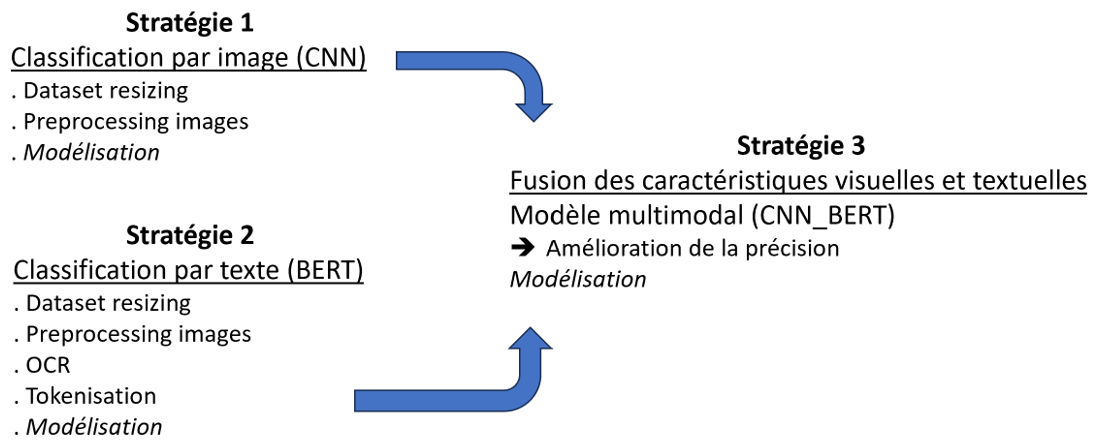 Stratégie 1
Classification par image (CNN)
. Dataset resizing
. Preprocessing images
. Modélisation
Stratégie 2
Classification par texte (BERT)
. Dataset resizing
. Preprocessing images
. OCR
. Tokenisation
. Modélisation
Stratégie 3
Fusion des caractéristiques visuelles et textuelles
Modèle multimodal (CNN_BERT)
➔ Amélioration de la précision
Modélisation